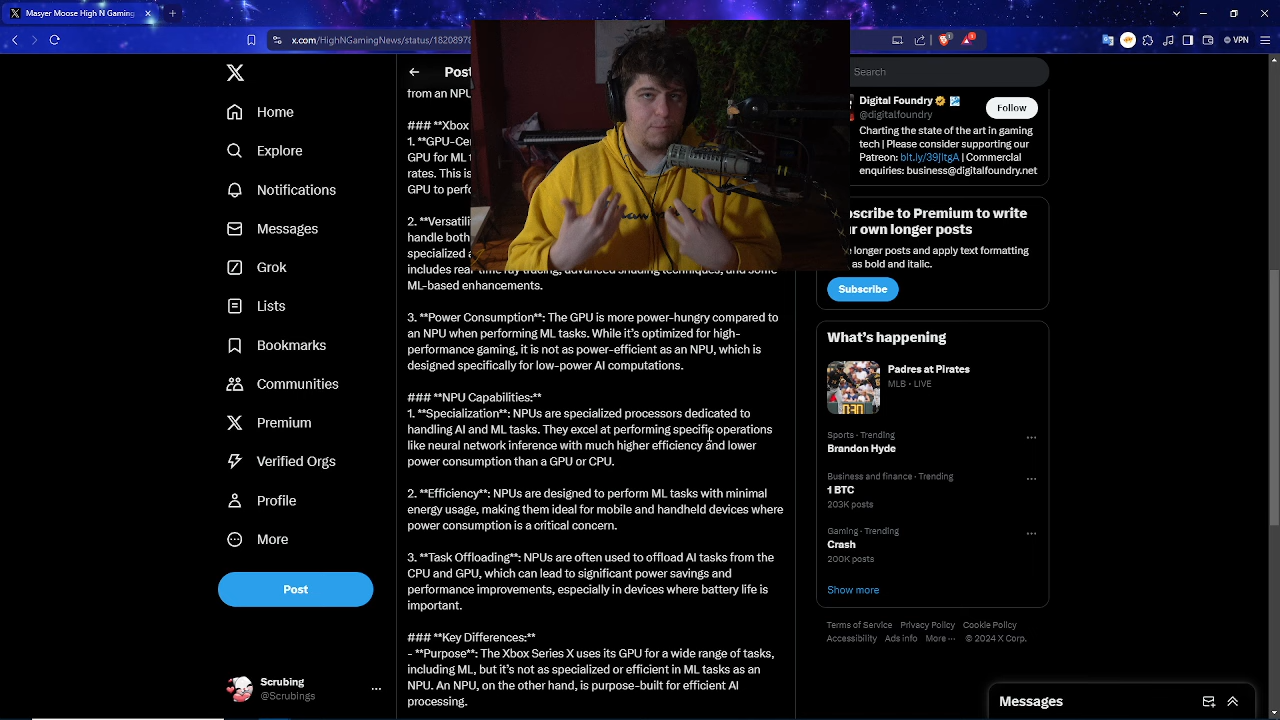 Masyer Moose High N Gaming
x.com/HighNGamingNews/status/18208978
VPN
Home
Explore
Notifications
Messages
Grok
Lists
Bookmarks
Communities
Premium
Verified Orgs
Profile
More
Post
Scrubing
@Scrubings
Post
from an NPU
### **Xbox
1. **GPU-Cen
GPU for ML t
rates. This is
GPU to perfo
2. **Versatili
handle both
specialized a
includes real-time ray tracing, advanced shading techniques, and some
ML-based enhancements.
3. **Power Consumption**: The GPU is more power-hungry compared to
an NPU when performing ML tasks. While it's optimized for high-
performance gaming, it is not as power-efficient as an NPU, which is
designed specifically for low-power AI computations.
### **NPU Capabilities:**
1. **Specialization**: NPUs are specialized processors dedicated to
handling AI and ML tasks. They excel at performing specific operations
like neural network inference with much higher efficiency and lower
power consumption than a GPU or CPU.
2. **Efficiency**: NPUs are designed to perform ML tasks with minimal
energy usage, making them ideal for mobile and handheld devices where
power consumption is a critical concern.
3. **Task Offloading**: NPUs are often used to offload AI tasks from the
CPU and GPU, which can lead to significant power savings and
performance improvements, especially in devices where battery life is
important.
### **Key Differences:**
- **Purpose**: The Xbox Series X uses its GPU for a wide range of tasks,
including ML, but it's not as specialized or efficient in ML tasks as an
NPU. An NPU, on the other hand, is purpose-built for efficient AI
processing.
Search
Digital Foundry
@digitalfoundry
Follow
Charting the state of the art in gaming
tech | Please consider supporting our
Patreon: bit.ly/39jItgA | Commercial
enquiries: business@digitalfoundry.net
bscribe to Premium to write
ur own longer posts
e longer posts and apply text formatting
as bold and italic.
Subscribe
What's happening
Padres at Pirates
MLB · LIVE
Sports · Trending
Brandon Hyde
Business and finance · Trending
1 BTC
203K posts
Gaming · Trending
Crash
200K posts
Show more
Terms of Service Privacy Policy Cookie Policy
Accessibility Ads info More ··· © 2024 X Corp.
Messages